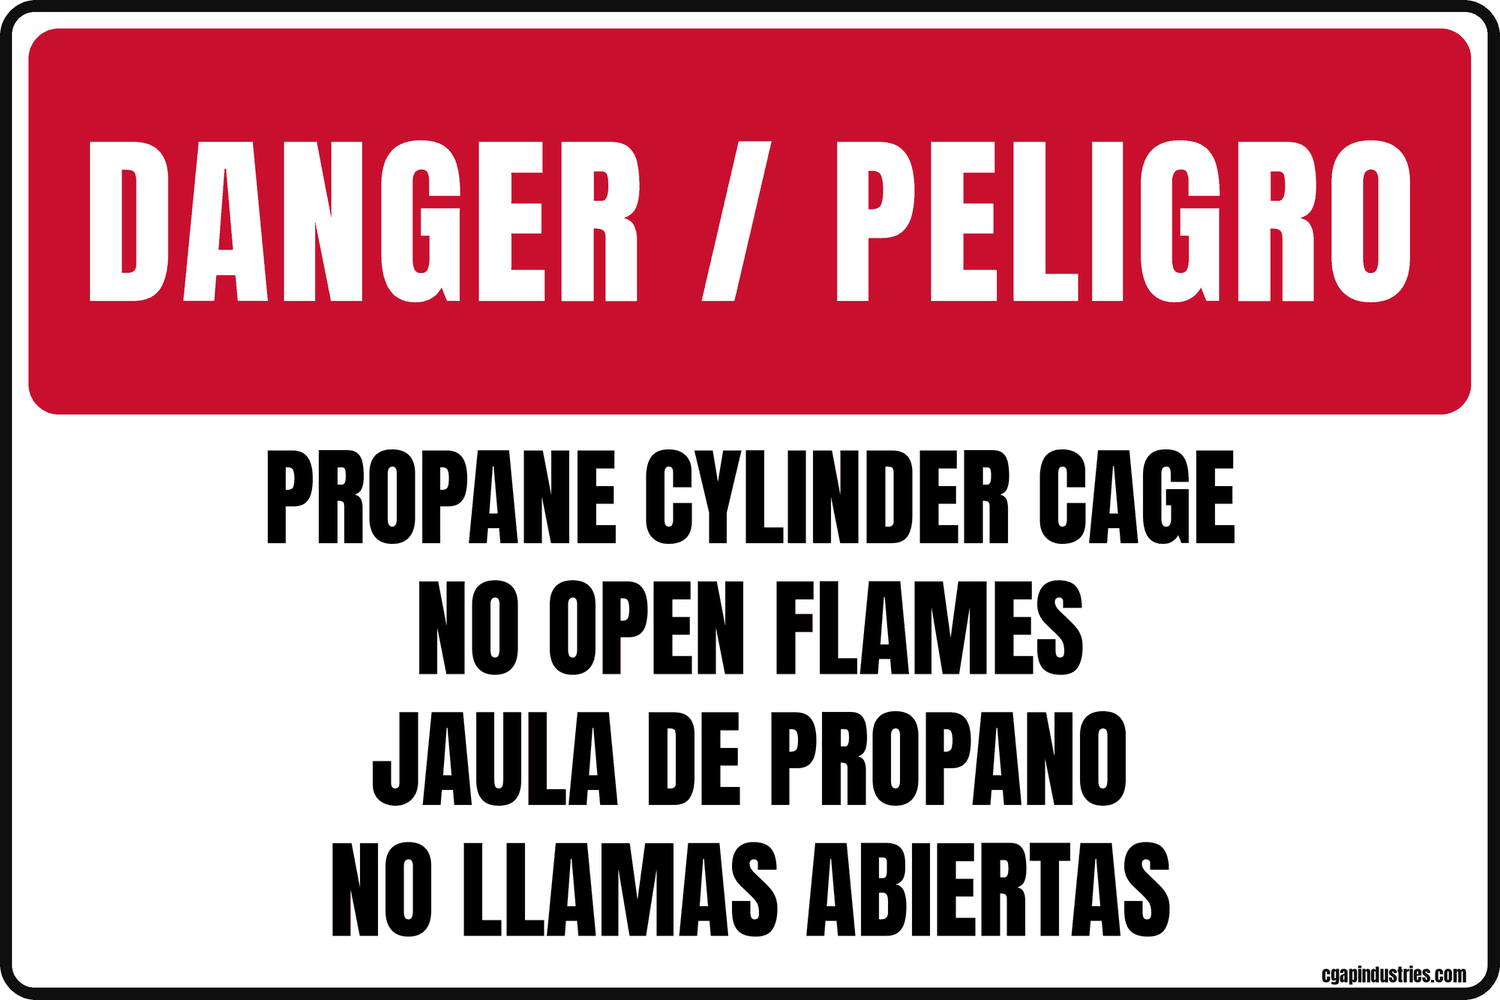 DANGER / PELIGRO
PROPANE CYLINDER CAGE
NO OPEN FLAMES
JAULA DE PROPANO
NO LLAMAS ABIERTAS
cgapindustries.com